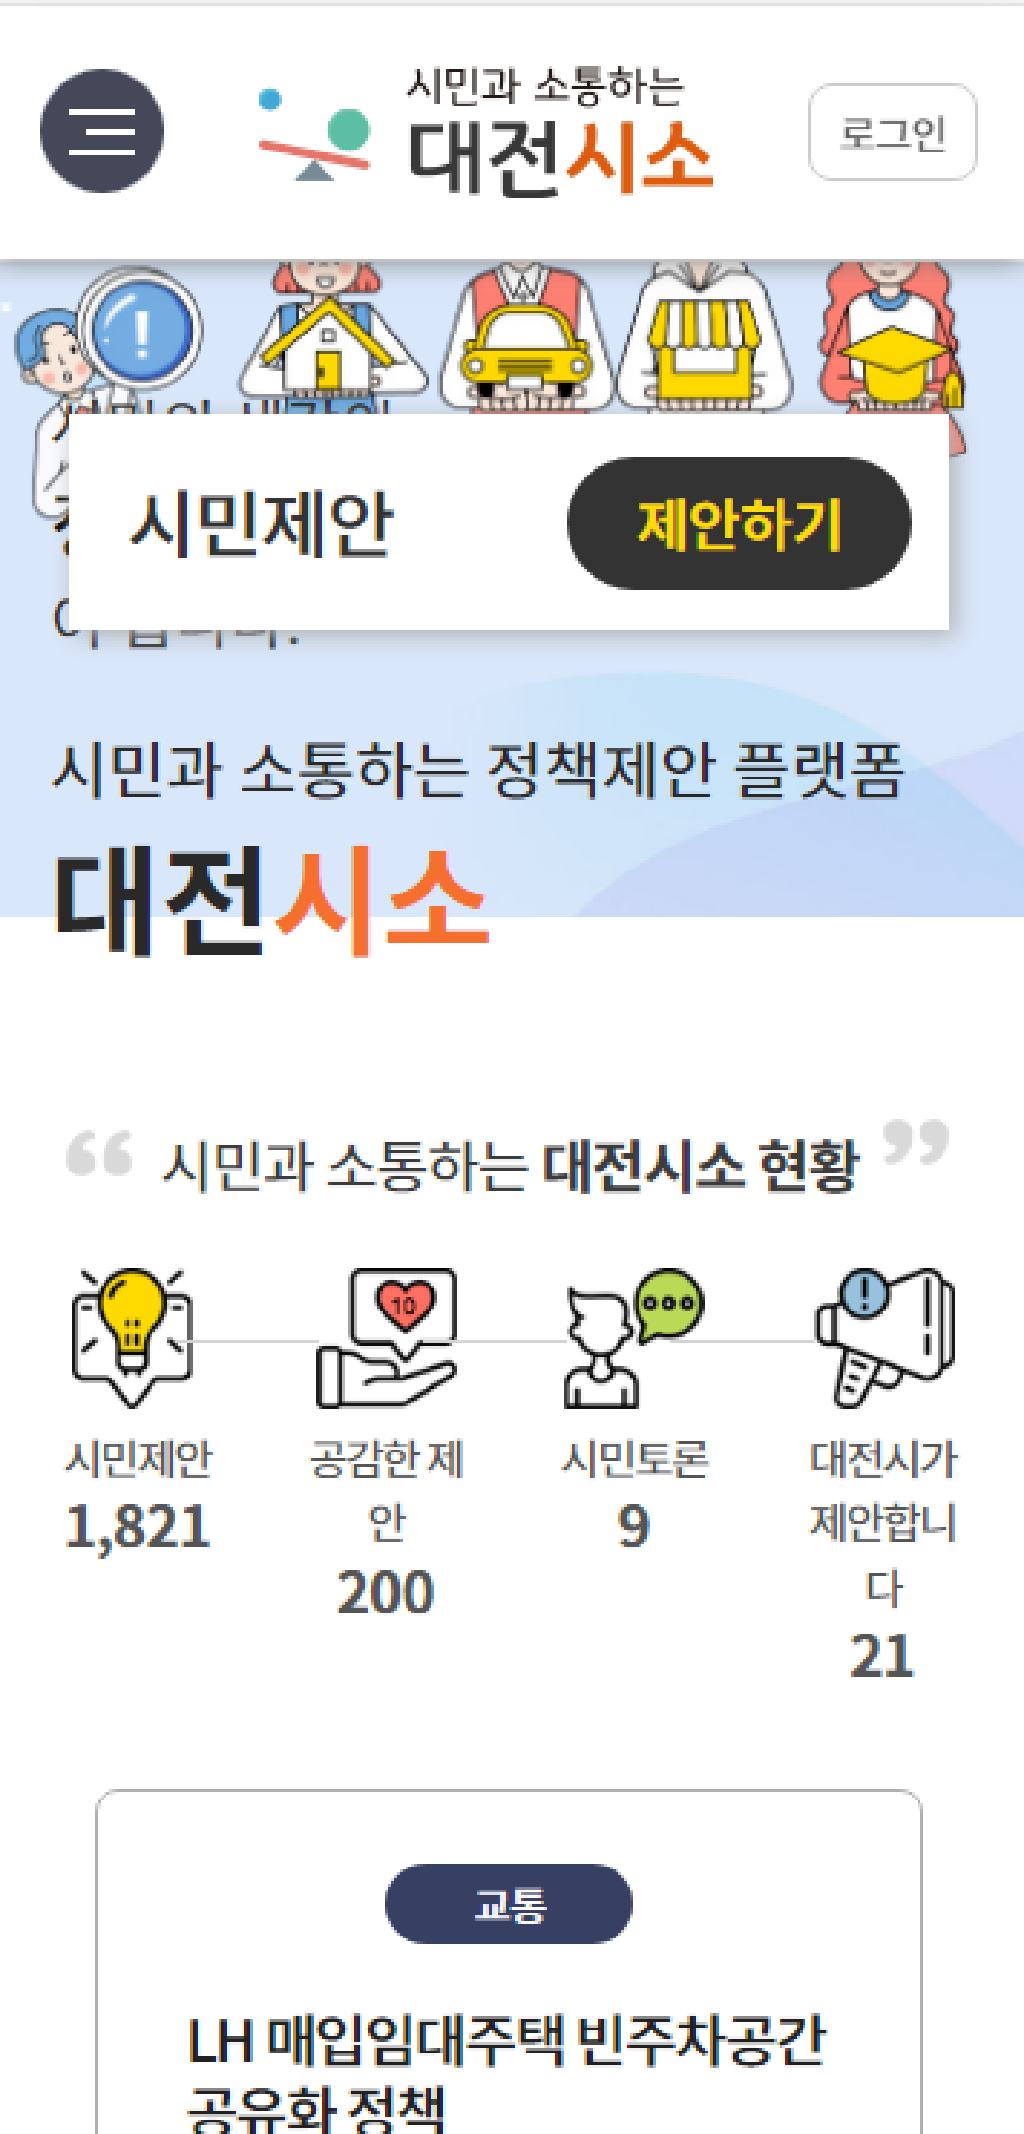 시민과 소통하는
대전시소
로그인
시민제안
제안하기
시민과 소통하는 정책제안 플랫폼
대전시소
“ 시민과 소통하는 대전시소 현황 ”
10
시민제안
1,821
공감한 제
안
200
시민토론
9
대전시가
제안합니
다
21
교통
LH 매입임대주택 빈주차공간
공유화 정책